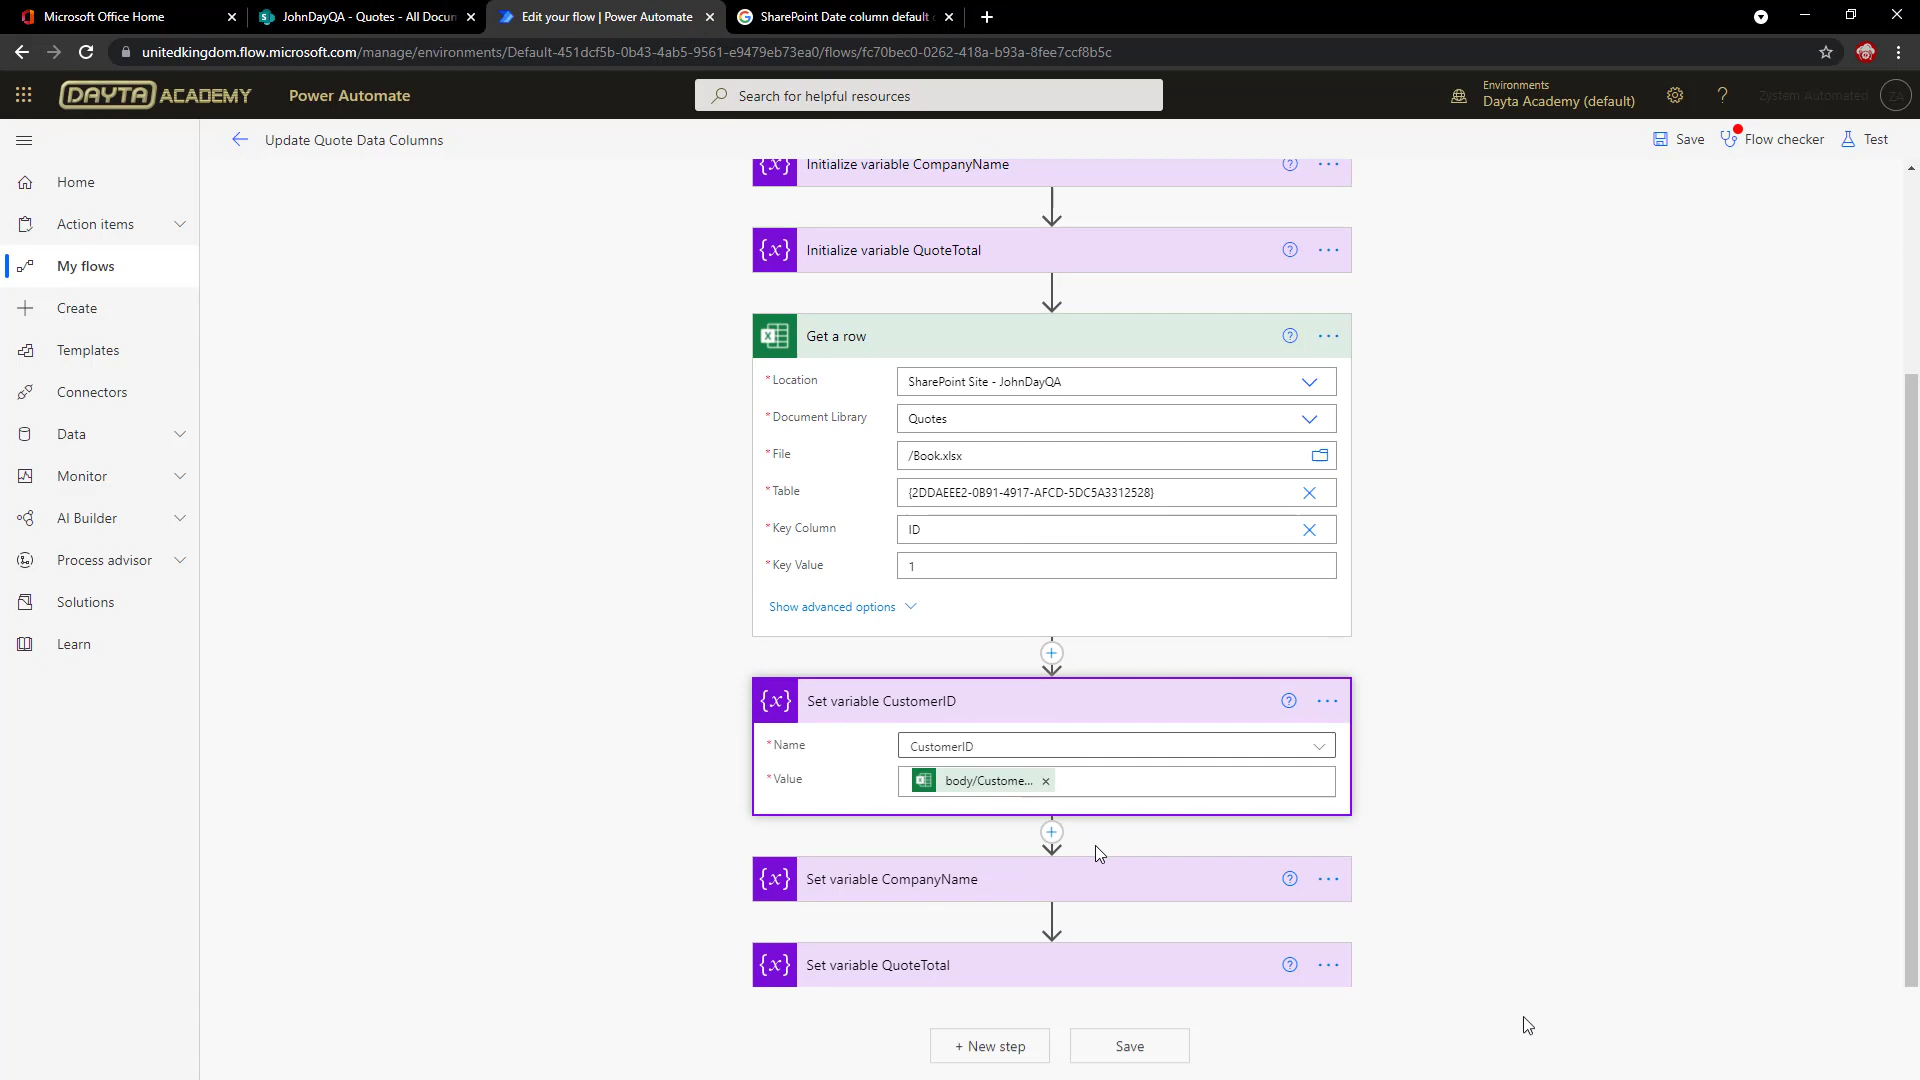 Microsoft Office Home
JohnDayQA - Quotes - All Docum
Edit your flow | Power Automate
SharePoint Date column default
unitedkingdom.flow.microsoft.com/manage/environments/Default-451dcf5b-0b43-4ab5-9561-e9479eb73ea0/flows/fc70bec0-0262-418a-b93a-8fee7ccf8b5c
DAYTA ACADEMY
Power Automate
Search for helpful resources
Environments
Dayta Academy (default)
Zystem Automated
ZA
Update Quote Data Columns
Save
Flow checker
Test
Home
Action items
My flows
Create
Templates
Connectors
Data
Monitor
AI Builder
Process advisor
Solutions
Learn
{x} Initialize variable CompanyName
{x} Initialize variable QuoteTotal
Get a row
* Location
SharePoint Site - JohnDayQA
* Document Library
Quotes
* File
/Book.xlsx
* Table
{2DDAEEE2-0B91-4917-AFCD-5DC5A3312528}
* Key Column
ID
* Key Value
1
Show advanced options
{x} Set variable CustomerID
* Name
CustomerID
* Value
body/Custome...
{x} Set variable CompanyName
{x} Set variable QuoteTotal
+ New step
Save